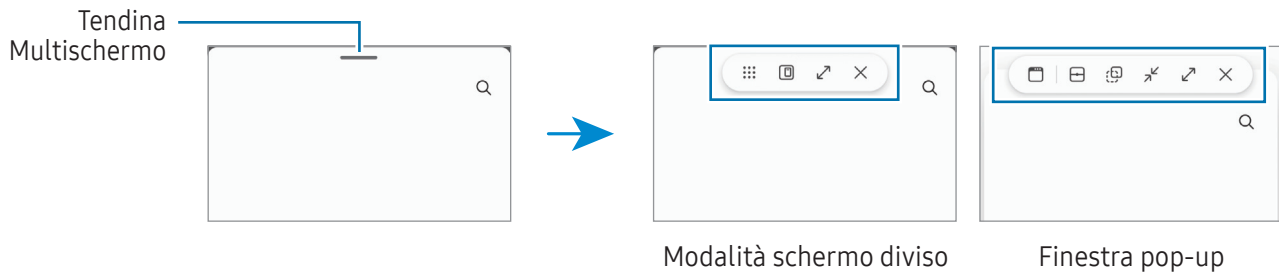 Tendina
Multischermo
Modalità schermo diviso
Finestra pop-up